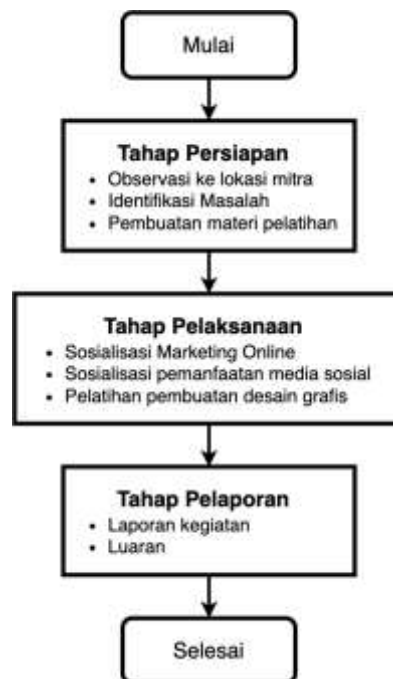 Mulai
Tahap Persiapan
• Observasi ke lokasi mitra
• Identifikasi Masalah
• Pembuatan materi pelatihan
Tahap Pelaksanaan
• Sosialisasi Marketing Online
• Sosialisasi pemanfaatan media sosial
• Pelatihan pembuatan desain grafis
Tahap Pelaporan
• Laporan kegiatan
• Luaran
Selesai